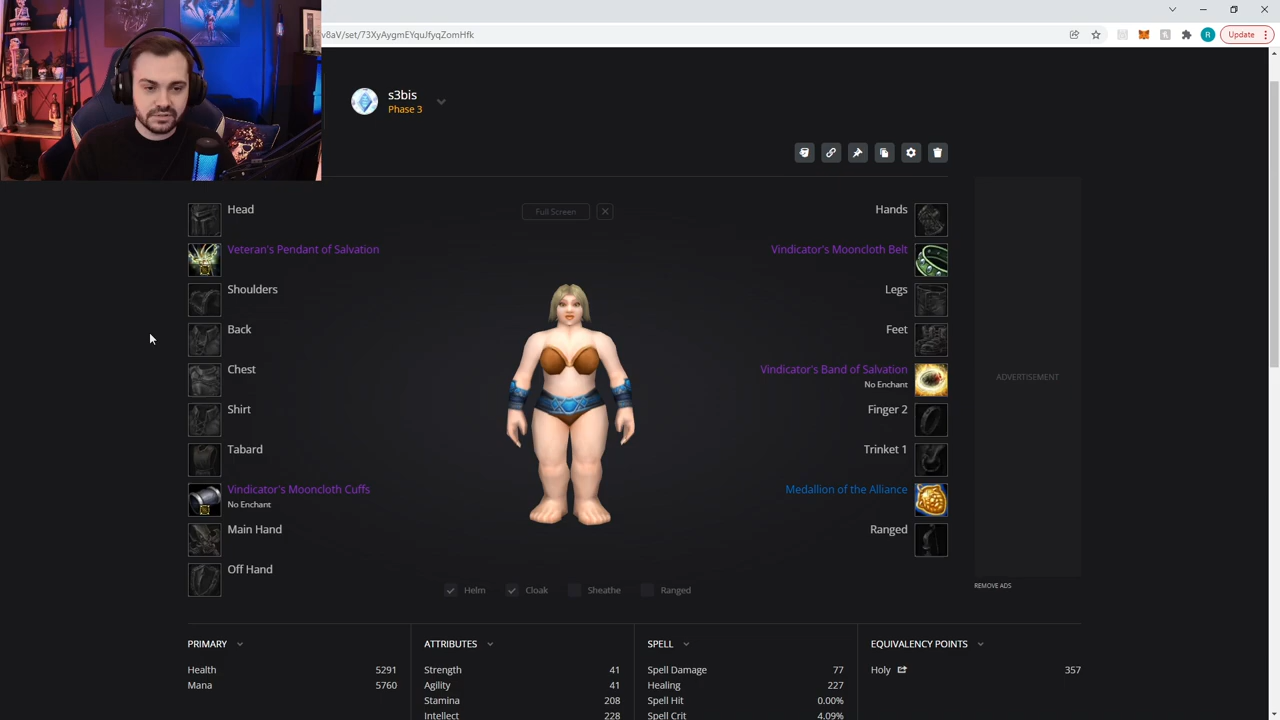 v8aV/set/73XyAygmEYquJfyqZomHfk
R
Update
s3bis
Phase 3
Full Screen
Head
Veteran's Pendant of Salvation
Shoulders
Back
Chest
Shirt
Tabard
Vindicator's Mooncloth Cuffs
No Enchant
Main Hand
Off Hand
Hands
Vindicator's Mooncloth Belt
Legs
Feet
Vindicator's Band of Salvation
No Enchant
Finger 2
Trinket 1
Medallion of the Alliance
Ranged
Helm Cloak Sheathe Ranged
ADVERTISEMENT
REMOVE ADS
PRIMARY
Health 5291
Mana 5760
ATTRIBUTES
Strength 41
Agility 41
Stamina 208
Intellect 228
SPELL
Spell Damage 77
Healing 227
Spell Hit 0.00%
Spell Crit 4.09%
EQUIVALENCY POINTS
Holy 357